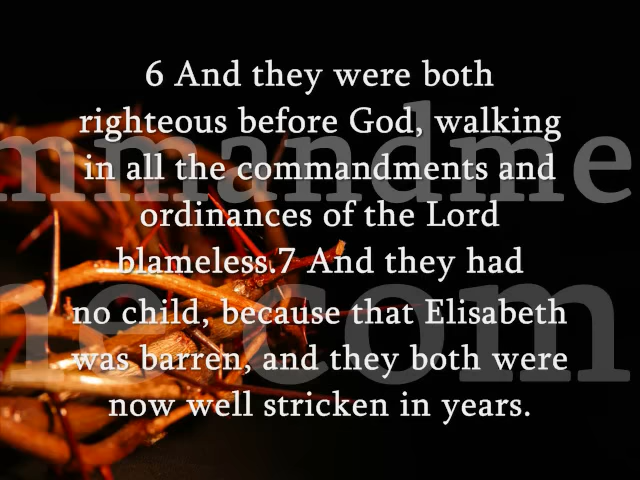 6 And they were both
righteous before God, walking
in all the commandments and
ordinances of the Lord
blameless.7 And they had
no child, because that Elisabeth
was barren, and they both were
now well stricken in years.